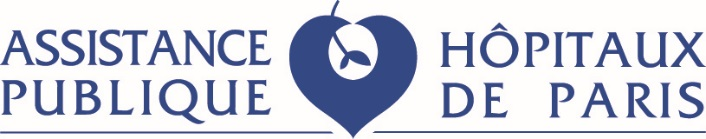 ASSISTANCE
PUBLIQUE
HÔPITAUX
DE PARIS